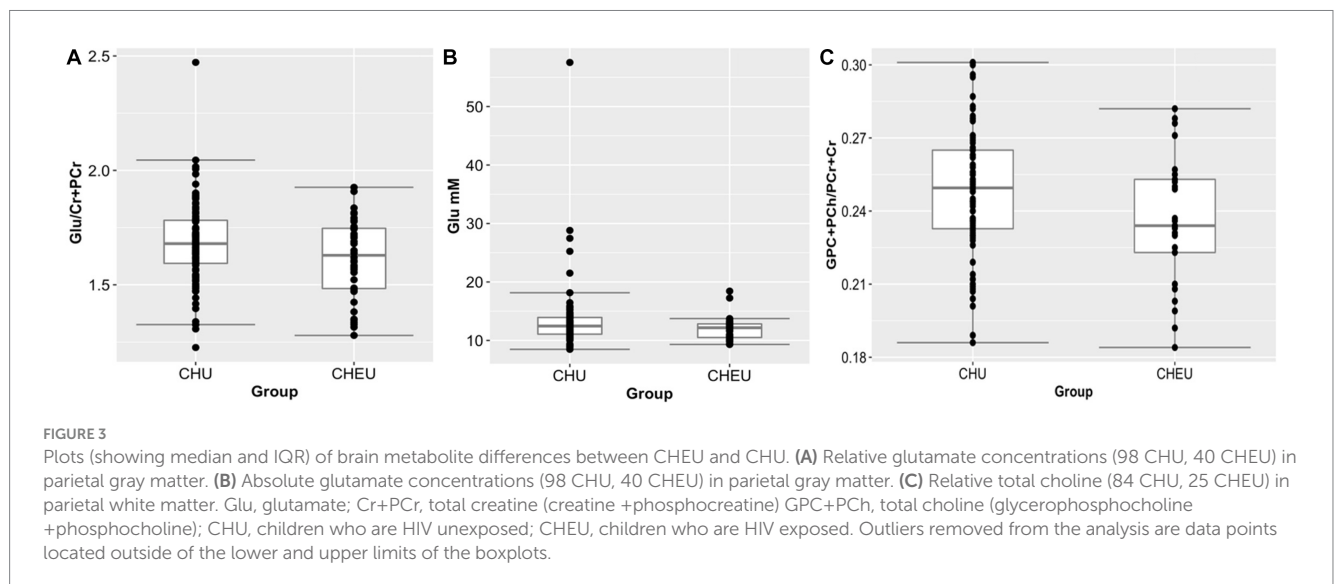 A
2.5
2.0
1.5
Glu/Cr+PCr
CHU
CHEU
Group
B
50
40
30
20
10
Glu mM
CHU
CHEU
Group
C
0.30
0.27
0.24
0.21
0.18
GPC+PCh/PCr+Cr
CHU
CHEU
Group
FIGURE 3
Plots (showing median and IQR) of brain metabolite differences between CHEU and CHU. (A) Relative glutamate concentrations (98 CHU, 40 CHEU) in
parietal gray matter. (B) Absolute glutamate concentrations (98 CHU, 40 CHEU) in parietal gray matter. (C) Relative total choline (84 CHU, 25 CHEU) in
parietal white matter. Glu, glutamate; Cr+PCr, total creatine (creatine +phosphocreatine) GPC+PCh, total choline (glycerophosphocholine
+phosphocholine); CHU, children who are HIV unexposed; CHEU, children who are HIV exposed. Outliers removed from the analysis are data points
located outside of the lower and upper limits of the boxplots.